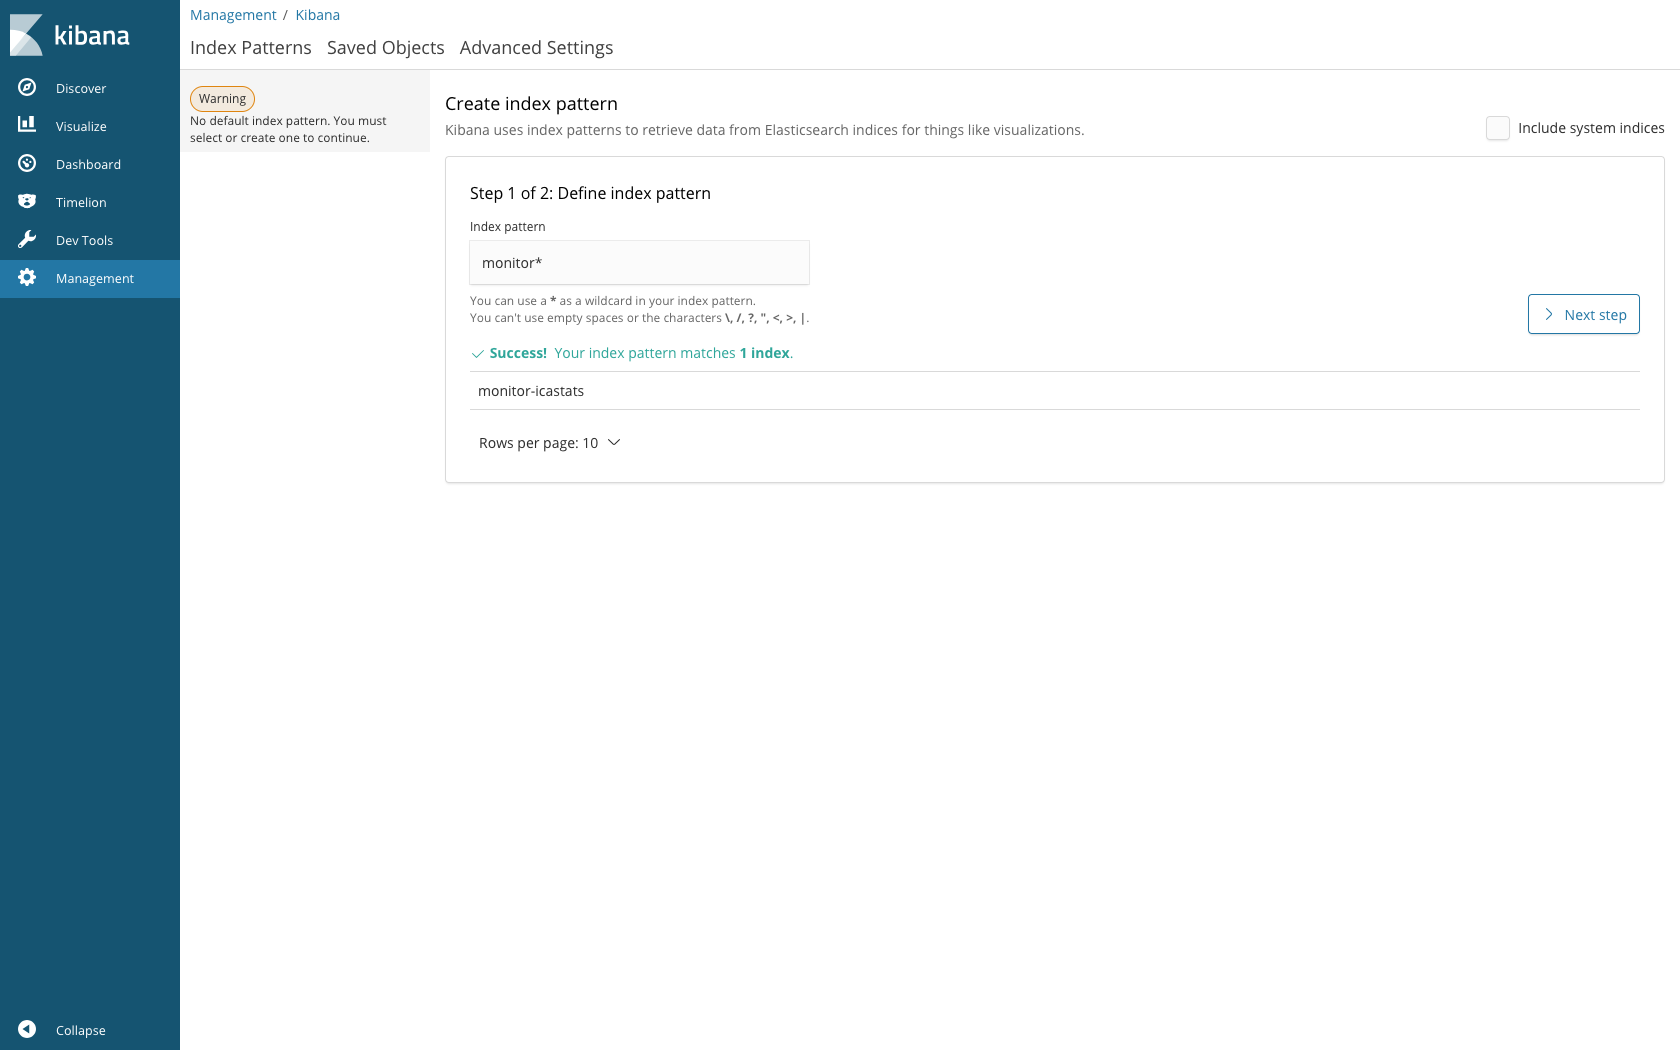 kibana
Discover
Visualize
Dashboard
Timelion
Dev Tools
Management
Collapse
Management / Kibana
Index Patterns Saved Objects Advanced Settings
Warning
No default index pattern. You must
select or create one to continue.
Create index pattern
Kibana uses index patterns to retrieve data from Elasticsearch indices for things like visualizations.
Include system indices
Step 1 of 2: Define index pattern
Index pattern
monitor*
You can use a * as a wildcard in your index pattern.
You can't use empty spaces or the characters \, /, ?, ", <, >, |.
Next step
Success! Your index pattern matches 1 index.
monitor-icastats
Rows per page: 10